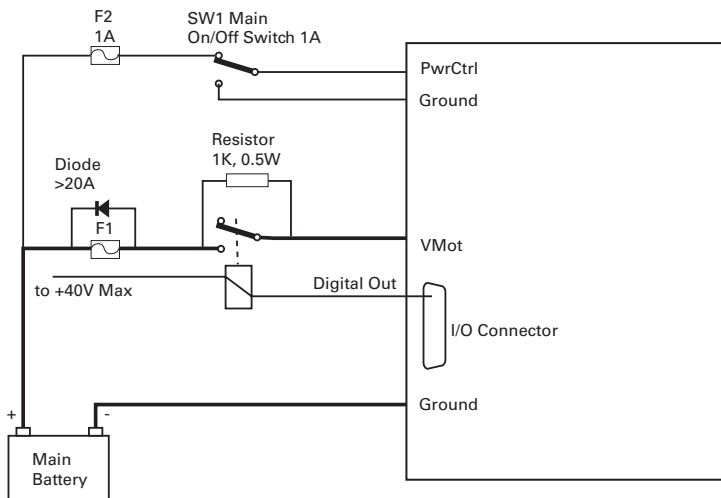 F2
1A
SW1 Main
On/Off Switch 1A
PwrCtrl
Ground
Resistor
1K, 0.5W
Diode
>20A
F1
VMot
to +40V Max
Digital Out
I/O Connector
Ground
+
-
Main
Battery